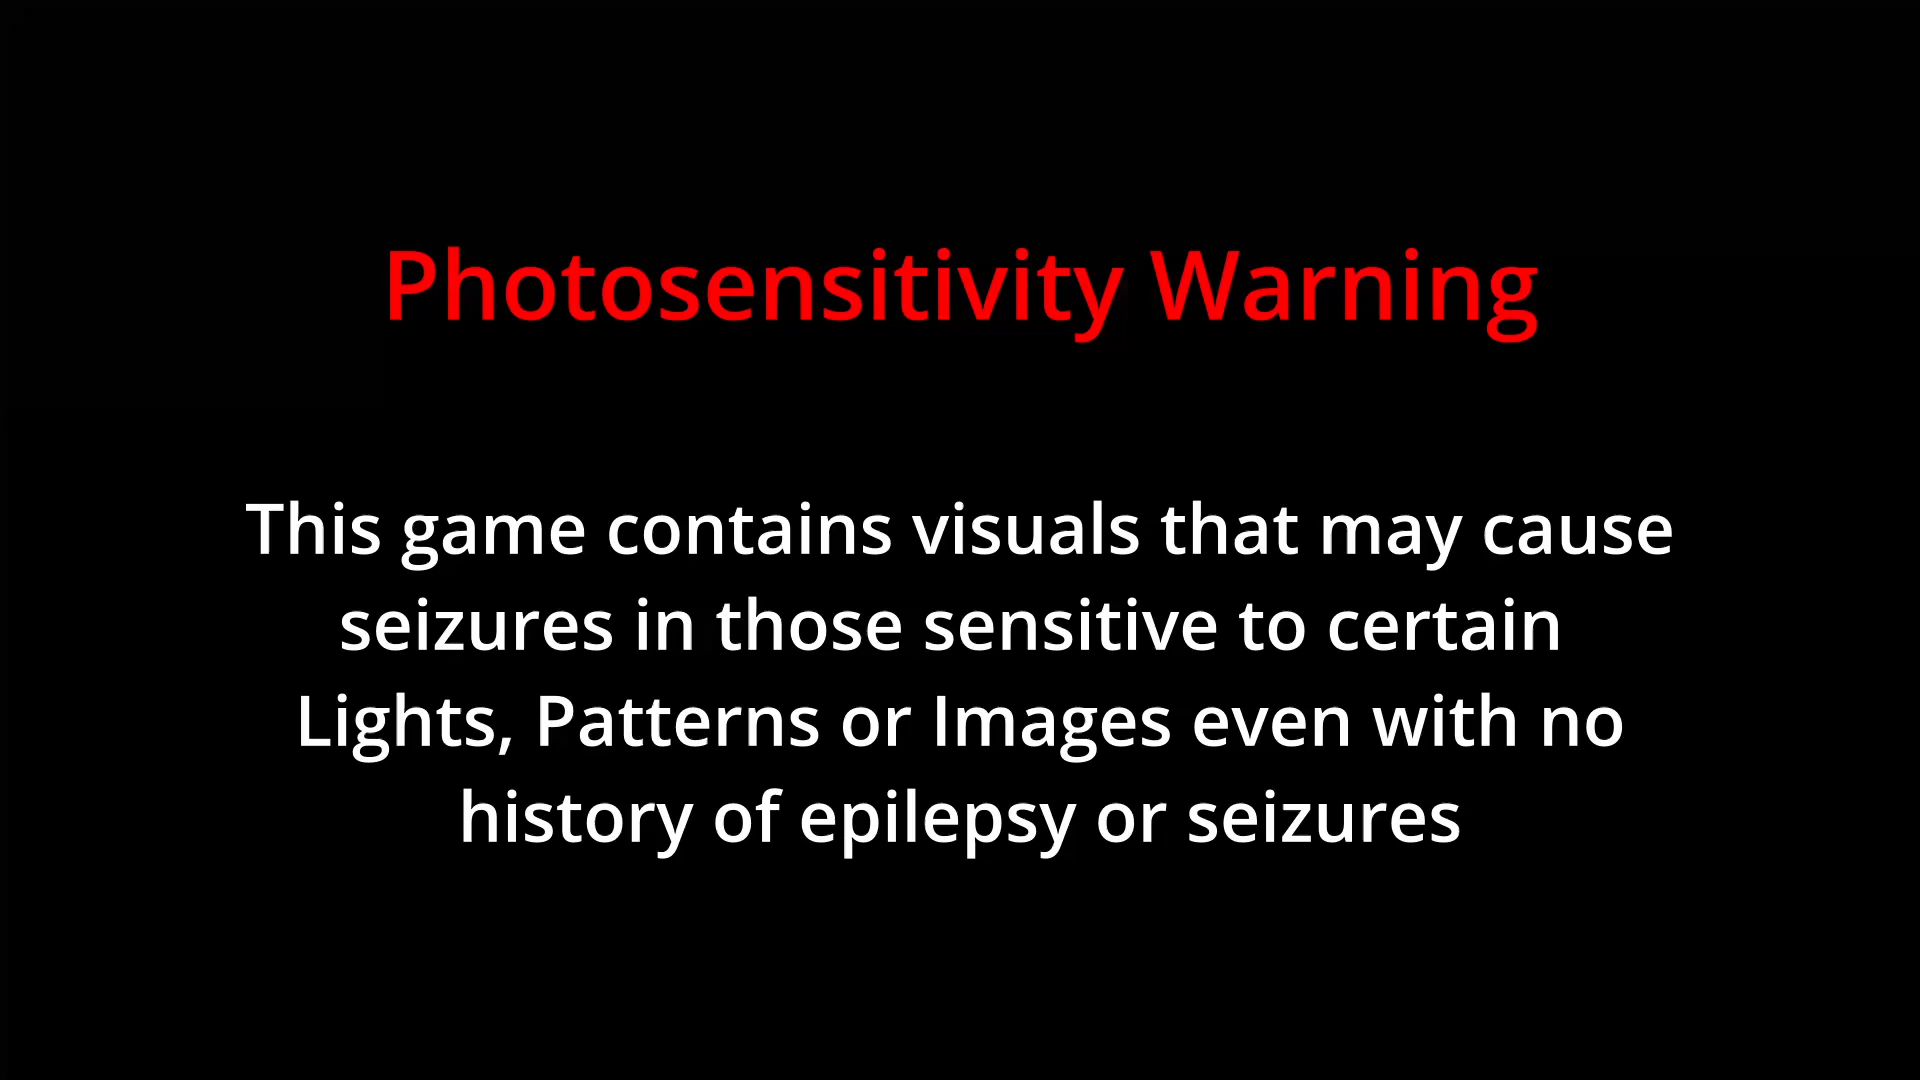 Photosensitivity Warning
This game contains visuals that may cause
seizures in those sensitive to certain
Lights, Patterns or Images even with no
history of epilepsy or seizures